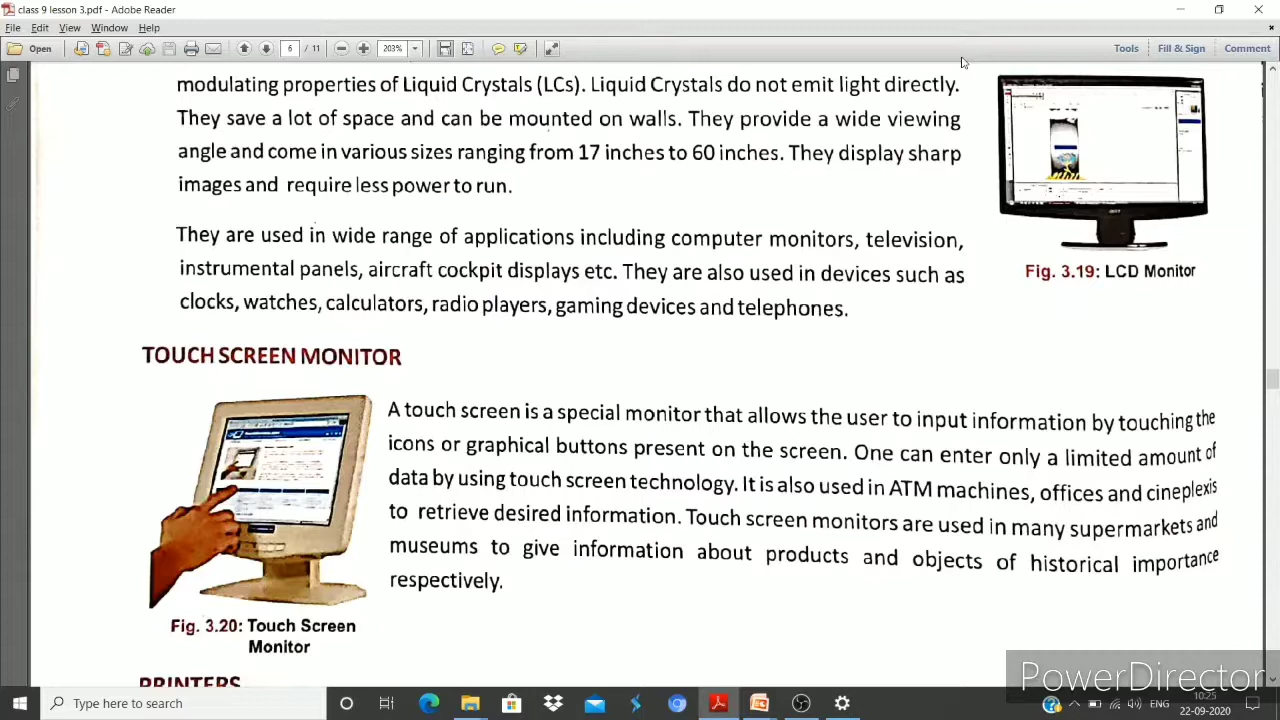 class 9 lesson 3.pdf - Adobe Reader
File Edit View Window Help
Open 6 / 11 203% Tools Fill & Sign Comment
modulating properties of Liquid Crystals (LCs). Liquid Crystals do not emit light directly.
They save a lot of space and can be mounted on walls. They provide a wide viewing
angle and come in various sizes ranging from 17 inches to 60 inches. They display sharp
images and require less power to run.
They are used in wide range of applications including computer monitors, television,
instrumental panels, aircraft cockpit displays etc. They are also used in devices such as
clocks, watches, calculators, radio players, gaming devices and telephones.
acer
Fig. 3.19: LCD Monitor
TOUCH SCREEN MONITOR
A touch screen is a special monitor that allows the user to input information by touching the
icons or graphical buttons present on the screen. One can enter only a limited amount of
data by using touch screen technology. It is also used in ATM machines, offices and cineplexis
to retrieve desired information. Touch screen monitors are used in many supermarkets and
museums to give information about products and objects of historical importance
respectively.
Fig. 3.20: Touch Screen
Monitor
PRINTERS
PowerDirector
Type here to search
ENG
10:25
22-09-2020